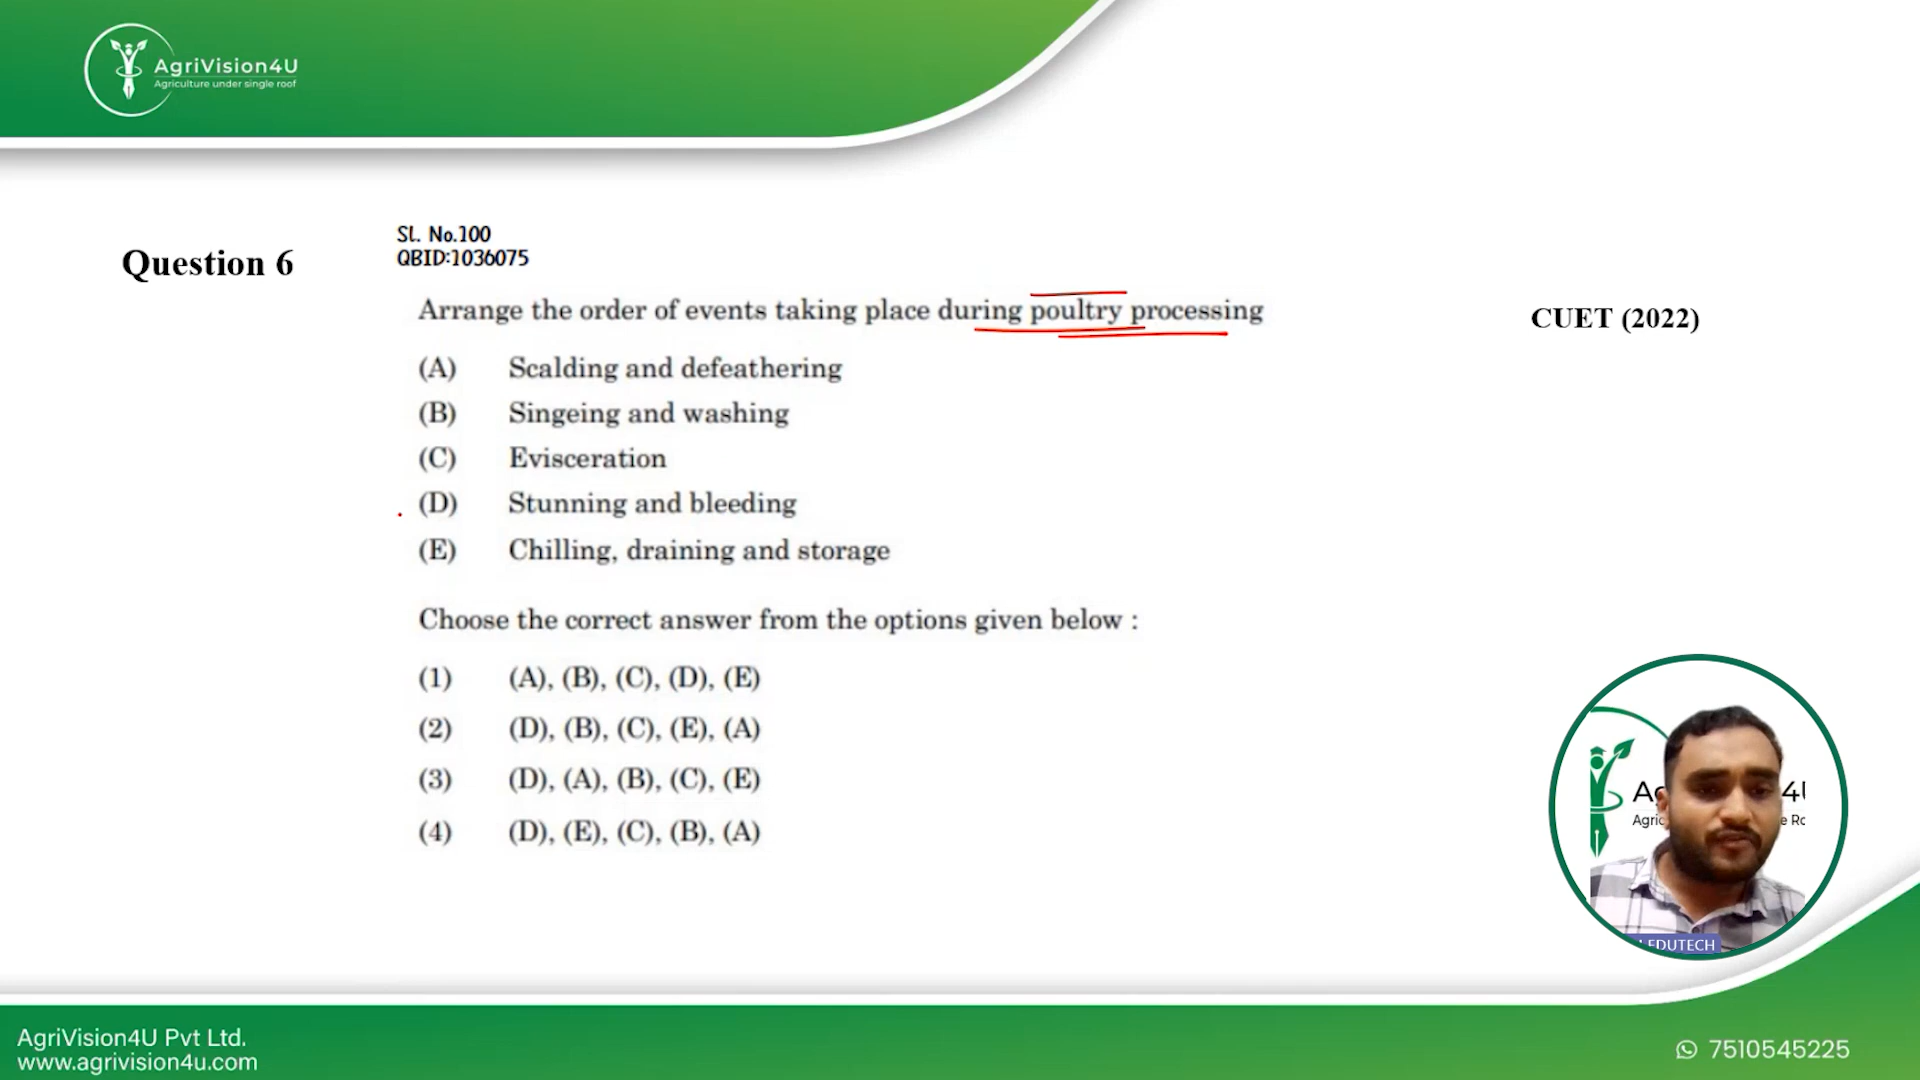 AgriVision4U
Agriculture under single roof
Question 6
SL. No.100
QBID:1036075
Arrange the order of events taking place during poultry processing
CUET (2022)
(A) Scalding and defeathering
(B) Singeing and washing
(C) Evisceration
(D) Stunning and bleeding
(E) Chilling, draining and storage
Choose the correct answer from the options given below :
(1) (A), (B), (C), (D), (E)
(2) (D), (B), (C), (E), (A)
(3) (D), (A), (B), (C), (E)
(4) (D), (E), (C), (B), (A)
EDUTECH
AgriVision4U Pvt Ltd.
www.agrivision4u.com
7510545225